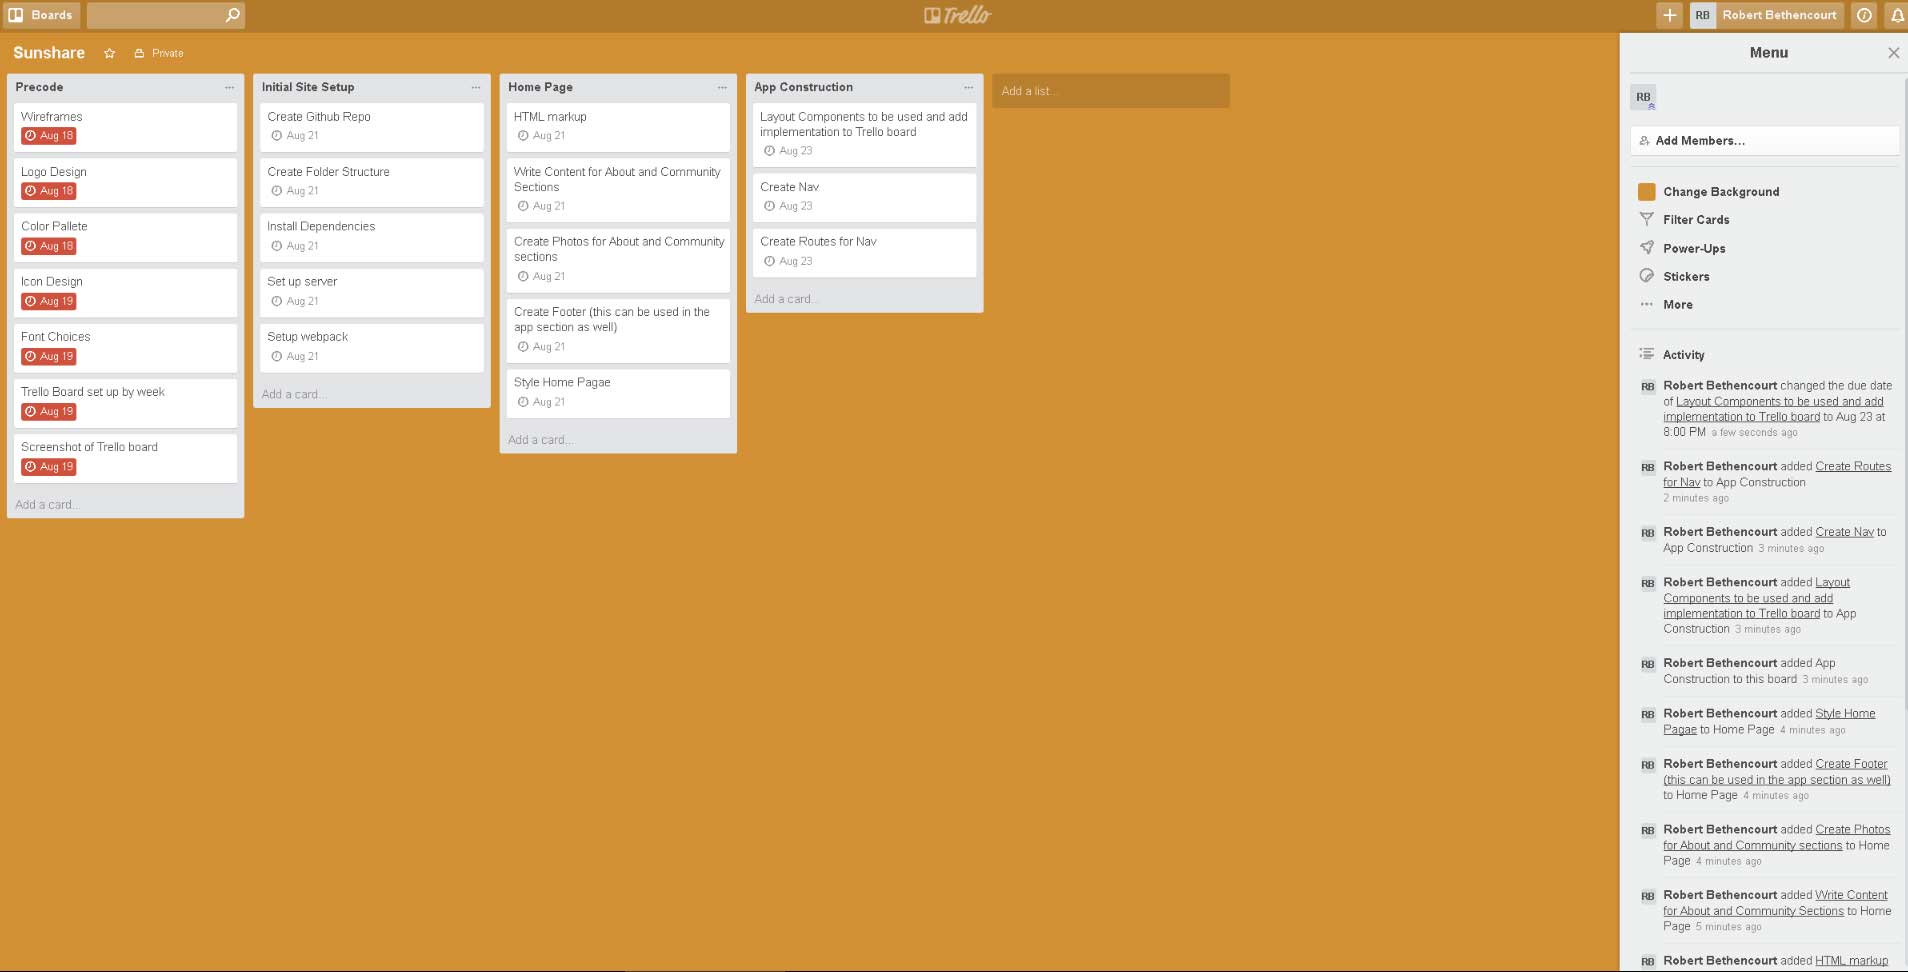 Boards
Trello
RB Robert Bethencourt
Sunshare
Private
Precode
Wireframes
Aug 18
Logo Design
Aug 18
Color Pallete
Aug 18
Icon Design
Aug 19
Font Choices
Aug 19
Trello Board set up by week
Aug 19
Screenshot of Trello board
Aug 19
Add a card...
Initial Site Setup
Create Github Repo
Aug 21
Create Folder Structure
Aug 21
Install Dependencies
Aug 21
Set up server
Aug 21
Setup webpack
Aug 21
Add a card...
Home Page
HTML markup
Aug 21
Write Content for About and Community
Sections
Aug 21
Create Photos for About and Community
sections
Aug 21
Create Footer (this can be used in the
app section as well)
Aug 21
Style Home Pagae
Aug 21
Add a card...
App Construction
Layout Components to be used and add
implementation to Trello board
Aug 23
Create Nav
Aug 23
Create Routes for Nav
Aug 23
Add a card...
Add a list...
Menu
RB
Add Members...
Change Background
Filter Cards
Power-Ups
Stickers
More
Activity
RB Robert Bethencourt changed the due date
of Layout Components to be used and add
implementation to Trello board to Aug 23 at
8:00 PM a few seconds ago
RB Robert Bethencourt added Create Routes
for Nav to App Construction
2 minutes ago
RB Robert Bethencourt added Create Nav to
App Construction 3 minutes ago
RB Robert Bethencourt added Layout
Components to be used and add
implementation to Trello board to App
Construction 3 minutes ago
RB Robert Bethencourt added App
Construction to this board 3 minutes ago
RB Robert Bethencourt added Style Home
Pagae to Home Page 4 minutes ago
RB Robert Bethencourt added Create Footer
(this can be used in the app section as well)
to Home Page 4 minutes ago
RB Robert Bethencourt added Create Photos
for About and Community sections to Home
Page 4 minutes ago
RB Robert Bethencourt added Write Content
for About and Community Sections to Home
Page 5 minutes ago
RB Robert Bethencourt added HTML markup